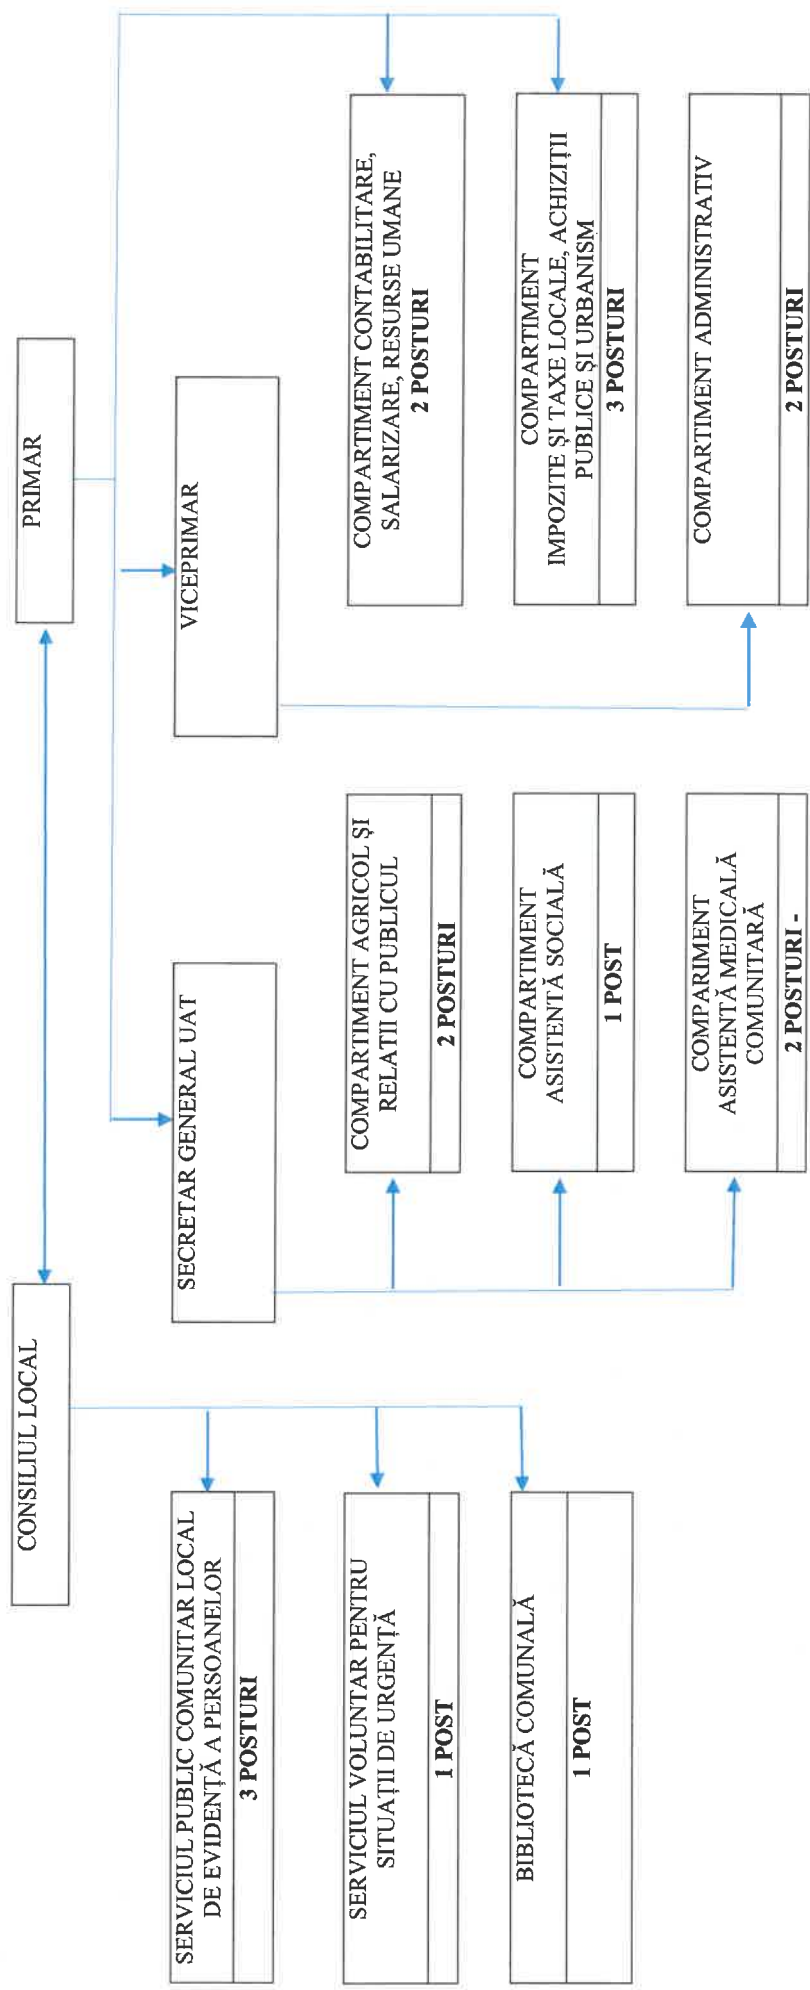 CONSILIUL LOCAL
PRIMAR
SERVICIUL PUBLIC COMUNITAR LOCAL
DE EVIDENȚĂ A PERSOANELOR
3 POSTURI
SERVICIUL VOLUNTAR PENTRU
SITUAȚII DE URGENȚĂ
1 POST
BIBLIOTECĂ COMUNALĂ
1 POST
SECRETAR GENERAL UAT
COMPARTIMENT AGRICOL ȘI
RELATII CU PUBLICUL
2 POSTURI
COMPARTIMENT
ASISTENTĂ SOCIALĂ
1 POST
COMPARIMENT
ASISTENTĂ MEDICALĂ
COMUNITARĂ
2 POSTURI -
VICEPRIMAR
COMPARTIMENT CONTABILITARE,
SALARIZARE, RESURSE UMANE
2 POSTURI
COMPARTIMENT
IMPOZITE ȘI TAXE LOCALE, ACHIZIȚII
PUBLICE ȘI URBANISM
3 POSTURI
COMPARTIMENT ADMINISTRATIV
2 POSTURI